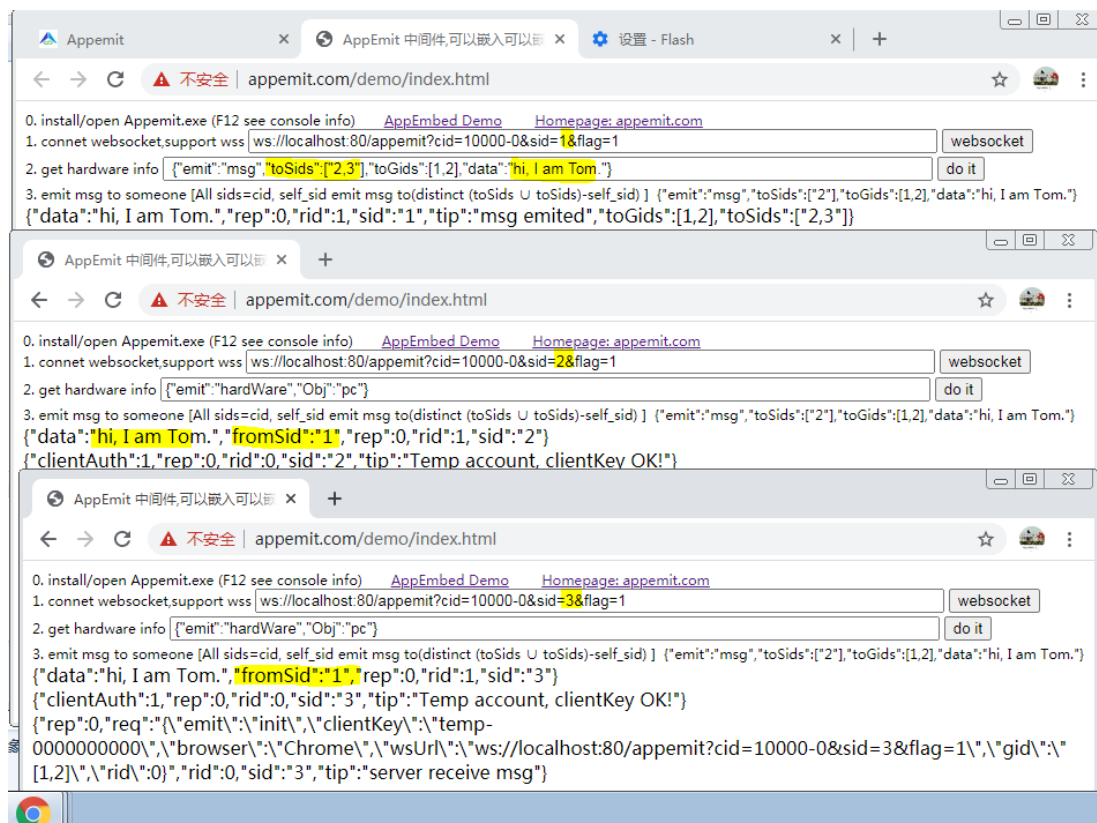 Appemit
AppEmit 中间件,可以嵌入可以嵌
设置 - Flash
不安全 appemit.com/demo/index.html
0. install/open Appemit.exe (F12 see console info) AppEmbed Demo Homepage: appemit.com
1. connet websocket,support wss ws://localhost:80/appemit?cid=10000-0&sid=1&flag=1 websocket
2. get hardware info {"emit":"msg","toSids":["2,3"],"toGids":[1,2],"data":"hi, I am Tom."} do it
3. emit msg to someone [All sids=cid, self_sid emit msg to(distinct (toSids ∪ toSids)-self_sid) ] {"emit":"msg","toSids":["2"],"toGids":[1,2],"data":"hi, I am Tom."}
{"data":"hi, I am Tom.","rep":0,"rid":1,"sid":"1","tip":"msg emited","toGids":[1,2],"toSids":["2,3"]}
AppEmit 中间件,可以嵌入可以嵌
不安全 appemit.com/demo/index.html
0. install/open Appemit.exe (F12 see console info) AppEmbed Demo Homepage: appemit.com
1. connet websocket,support wss ws://localhost:80/appemit?cid=10000-0&sid=2&flag=1 websocket
2. get hardware info {"emit":"hardWare","Obj":"pc"} do it
3. emit msg to someone [All sids=cid, self_sid emit msg to(distinct (toSids ∪ toSids)-self_sid) ] {"emit":"msg","toSids":["2"],"toGids":[1,2],"data":"hi, I am Tom."}
{"data":"hi, I am Tom.","fromSid":"1","rep":0,"rid":1,"sid":"2"}
{"clientAuth":1,"rep":0,"rid":0,"sid":"2","tip":"Temp account, clientKey OK!"}
AppEmit 中间件,可以嵌入可以嵌
不安全 appemit.com/demo/index.html
0. install/open Appemit.exe (F12 see console info) AppEmbed Demo Homepage: appemit.com
1. connet websocket,support wss ws://localhost:80/appemit?cid=10000-0&sid=3&flag=1 websocket
2. get hardware info {"emit":"hardWare","Obj":"pc"} do it
3. emit msg to someone [All sids=cid, self_sid emit msg to(distinct (toSids ∪ toSids)-self_sid) ] {"emit":"msg","toSids":["2"],"toGids":[1,2],"data":"hi, I am Tom."}
{"data":"hi, I am Tom.","fromSid":"1","rep":0,"rid":1,"sid":"3"}
{"clientAuth":1,"rep":0,"rid":0,"sid":"3","tip":"Temp account, clientKey OK!"}
{"rep":0,"req":"{\"emit\":\"init\",\"clientKey\":\"temp-
0000000000\",\"browser\":\"Chrome\",\"wsUrl\":\"ws://localhost:80/appemit?cid=10000-0&sid=3&flag=1\",\"gid\":\"
[1,2]\",\"rid\":0}","rid":0,"sid":"3","tip":"server receive msg"}